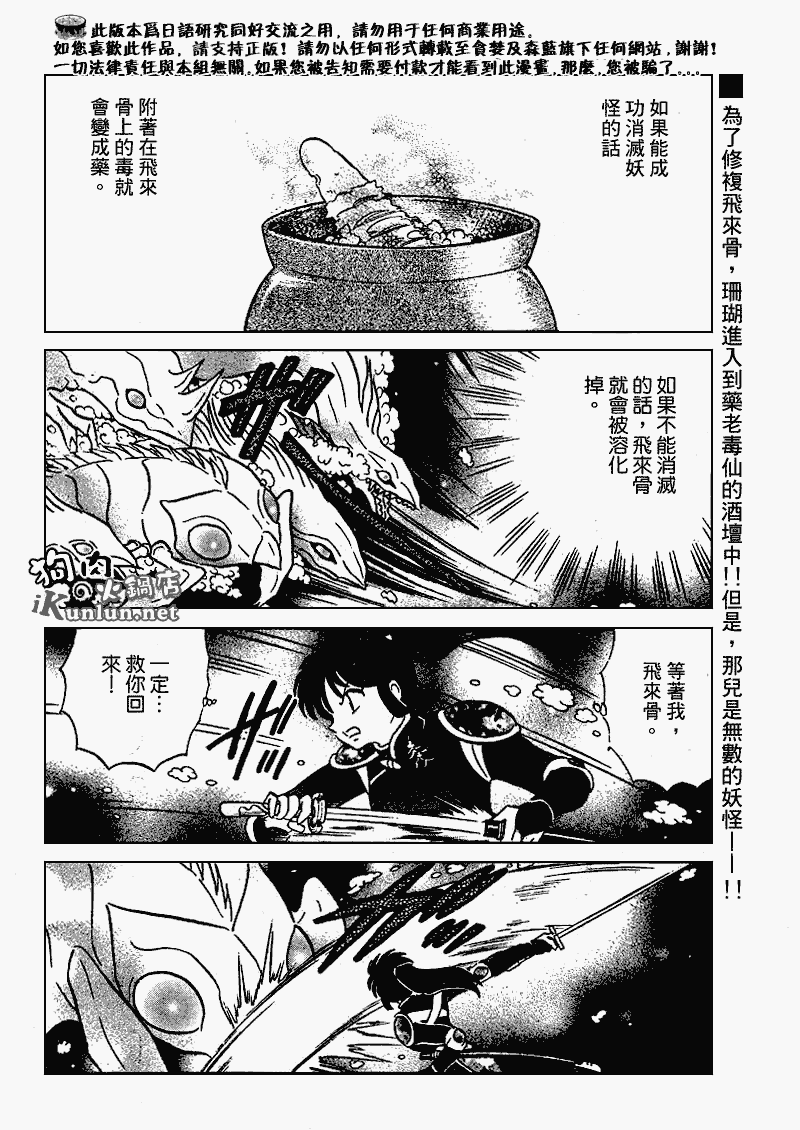 此版本爲日語研究同好交流之用，請勿用于任何商業用途。
如您喜歡此作品，請支持正版！請勿以任何形式轉載至貪婪及森藍旗下任何網站，謝謝！
一切法律責任與本組無關。如果您被告知需要付款才能看到此漫畫，那麼，您被騙了...
為了修複飛來骨，珊瑚進入到藥老毒仙的酒壇中!!但是，那兒是無數的妖怪——!!
如果能成
功消滅妖
怪的話
附著在飛來
骨上的毒就
會變成藥。
如果不能消滅
的話，飛來骨
就會被溶化
掉。
狗肉火鍋店
iKunlun.net
等著我，
飛來骨。
一定…
救你回
來！